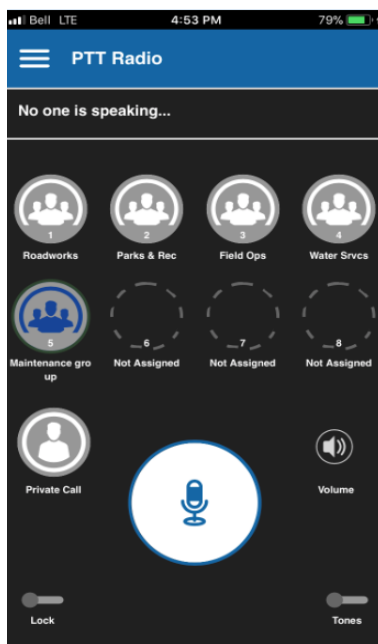 Bell LTE 4:53 PM 79%
PTT Radio
No one is speaking...
1 2 3 4
Roadworks Parks & Rec Field Ops Water Srvcs
5 6 7 8
Maintenance gro Not Assigned Not Assigned Not Assigned
up
Private Call Volume
Lock Tones